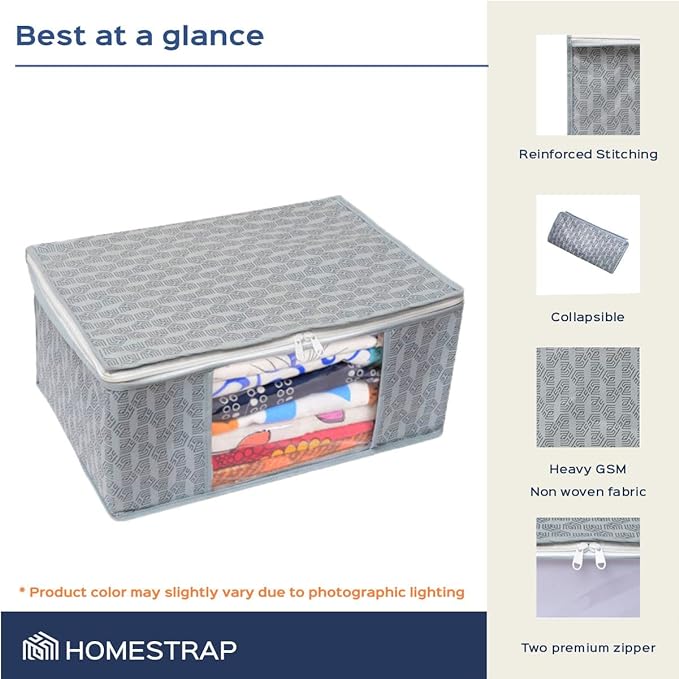 Best at a glance
Reinforced Stitching
Collapsible
Heavy GSM
Non woven fabric
Two premium zipper
* Product color may slightly vary due to photographic lighting
HOMESTRAP